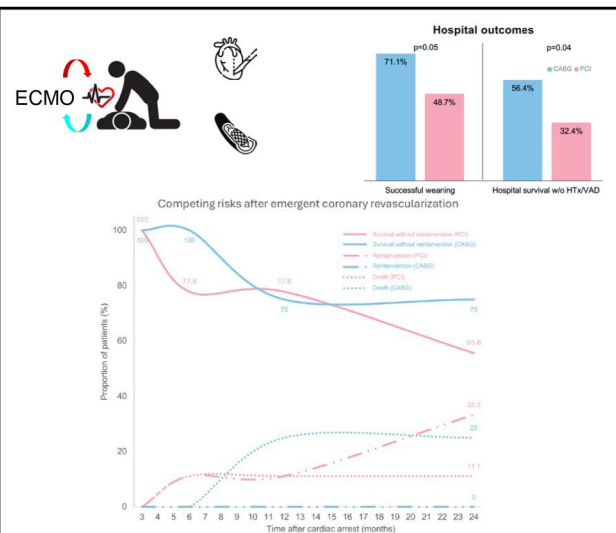 Hospital outcomes
p=0.05
p=0.04
CABG
PCI
71.1%
48.7%
56.4%
32.4%
Successful wearing
Hospital survival w/o HTx/VAD
ECMO
Competing risks after emergent coronary revascularization
Survival without reintervention (PCI)
Survival without reintervention (CABG)
Reintervention (PCI)
Reintervention (CABG)
Death (PCI)
Death (CABG)
Proportion of patients (%)
100
80
60
40
20
0
100
100
77.8
100
77.8
75
75
55.6
33.3
25
11.1
0
3 4 5 6 7 8 9 10 11 12 13 14 15 16 17 18 19 20 21 22 23 24
Time after cardiac arrest (months)